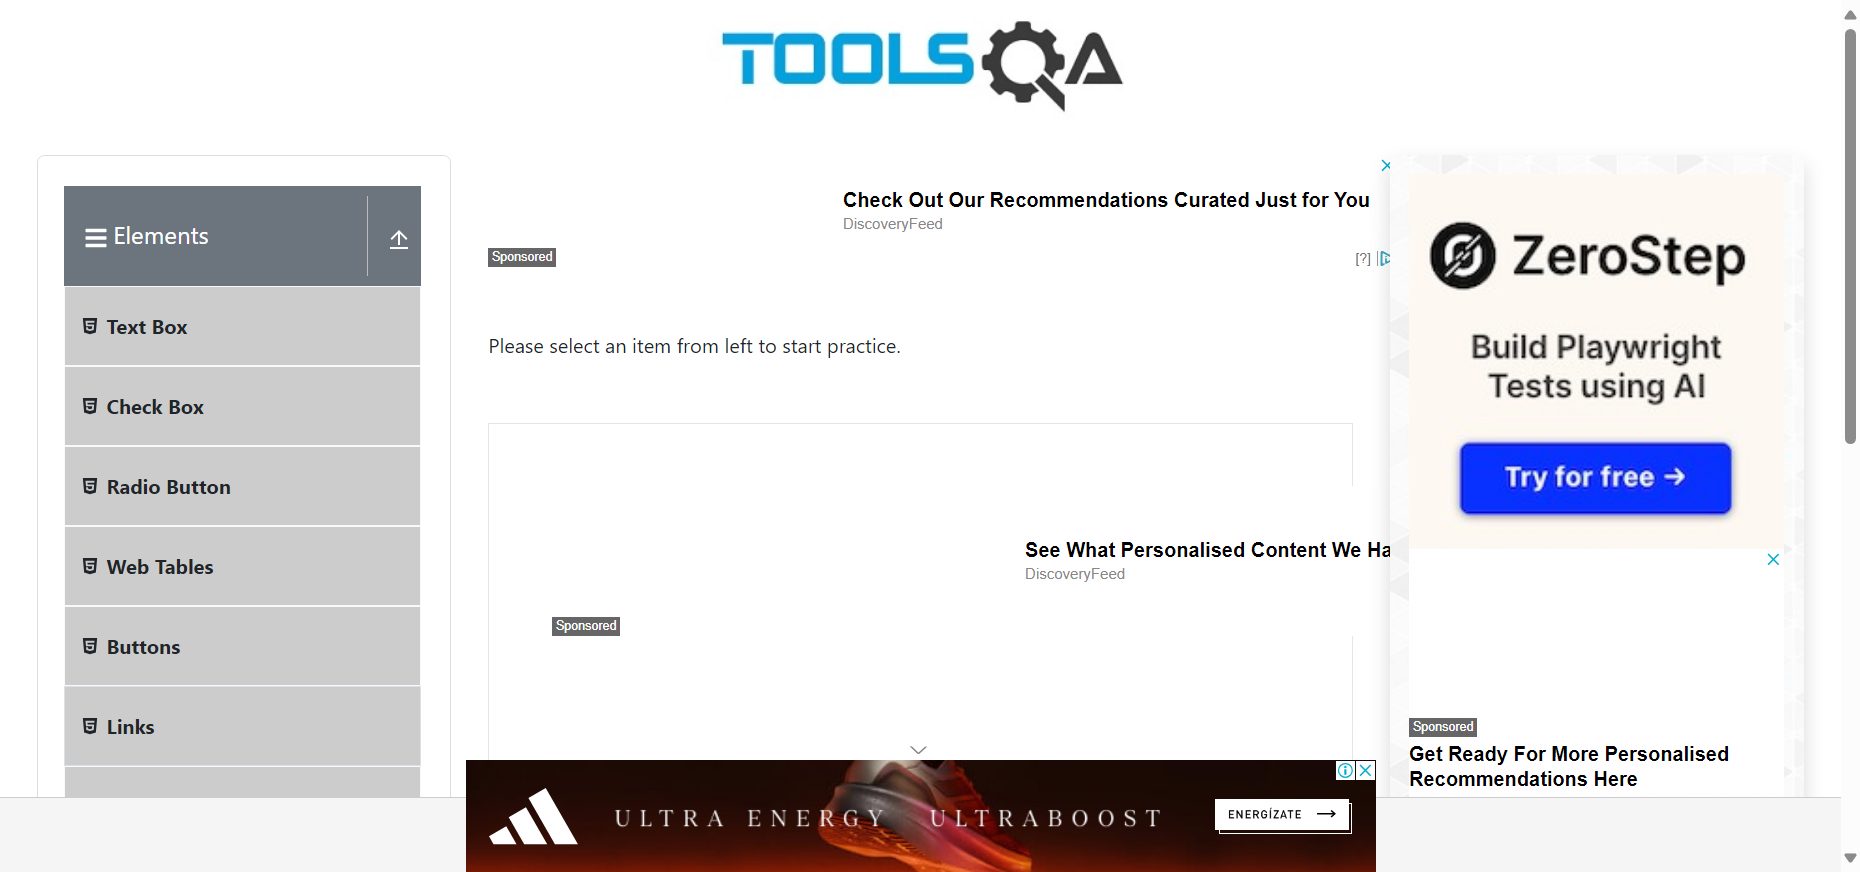 TOOLSQA
Elements
Text Box
Check Box
Radio Button
Web Tables
Buttons
Links
Check Out Our Recommendations Curated Just for You
DiscoveryFeed
Sponsored
[?]
Please select an item from left to start practice.
See What Personalised Content We Ha
DiscoveryFeed
Sponsored
ZeroStep
Build Playwright
Tests using AI
Try for free →
Sponsored
Get Ready For More Personalised
Recommendations Here
ULTRA ENERGY ULTRABOOST
ENERGÍZATE →